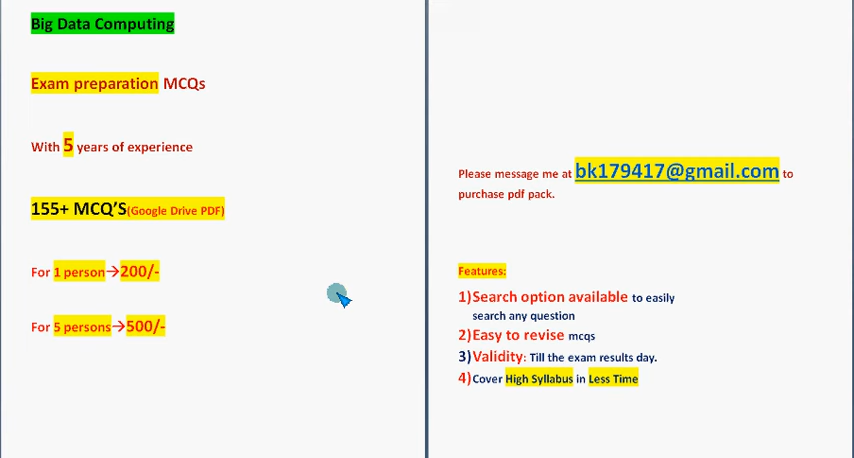 Big Data Computing
Exam preparation MCQs
With 5 years of experience
155+ MCQ'S(Google Drive PDF)
For 1 person→200/-
For 5 persons→500/-
Please message me at bk179417@gmail.com to
purchase pdf pack.
Features:
1)Search option available to easily
search any question
2)Easy to revise mcqs
3)Validity: Till the exam results day.
4)Cover High Syllabus in Less Time